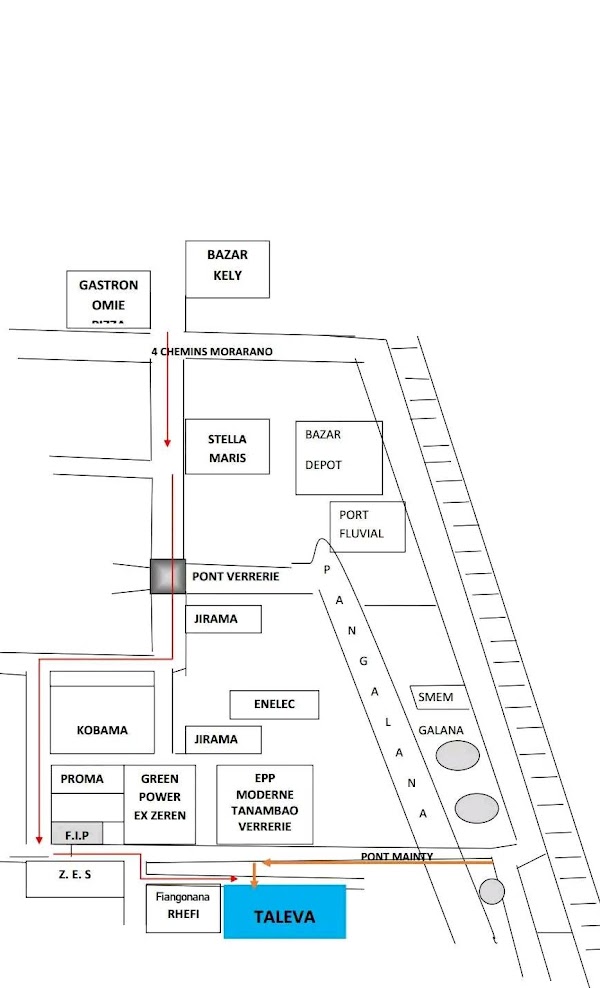 BAZAR
KELY
GASTRON
OMIE
PIZZA
4 CHEMINS MORARANO
STELLA
MARIS
BAZAR
DEPOT
PORT
FLUVIAL
PONT VERRERIE
P
A
N
G
A
L
A
N
A
JIRAMA
SMEM
ENELEC
KOBAMA
JIRAMA
GALANA
PROMA
GREEN
POWER
EX ZEREN
EPP
MODERNE
TANAMBAO
VERRERIE
F.I.P
PONT MAINTY
Z. E. S
Fiangonana
RHEFI
TALEVA